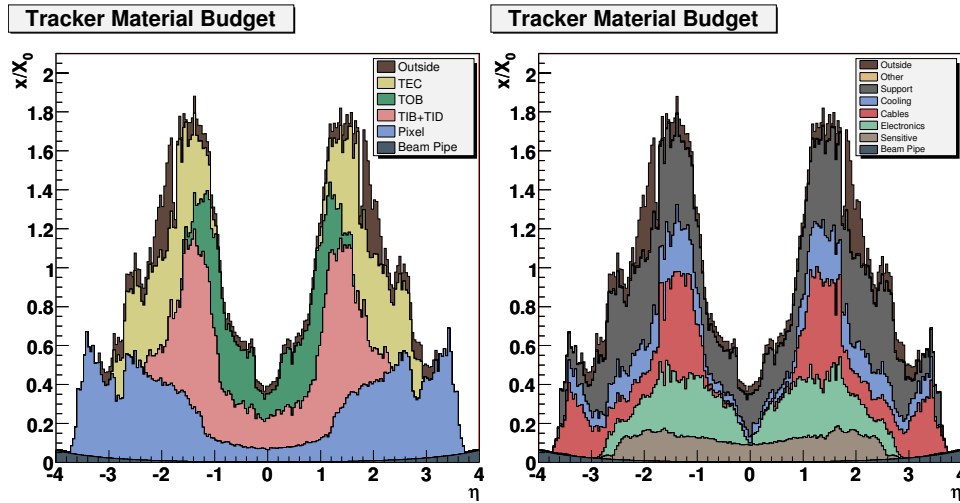 Tracker Material Budget
x/X0
2
1.8
1.6
1.4
1.2
1
0.8
0.6
0.4
0.2
0
-4 -3 -2 -1 0 1 2 3 4
η
Outside
TEC
TOB
TIB+TID
Pixel
Beam Pipe
Tracker Material Budget
x/X0
2
1.8
1.6
1.4
1.2
1
0.8
0.6
0.4
0.2
0
-4 -3 -2 -1 0 1 2 3 4
η
Outside
Other
Support
Cooling
Cables
Electronics
Sensitive
Beam Pipe